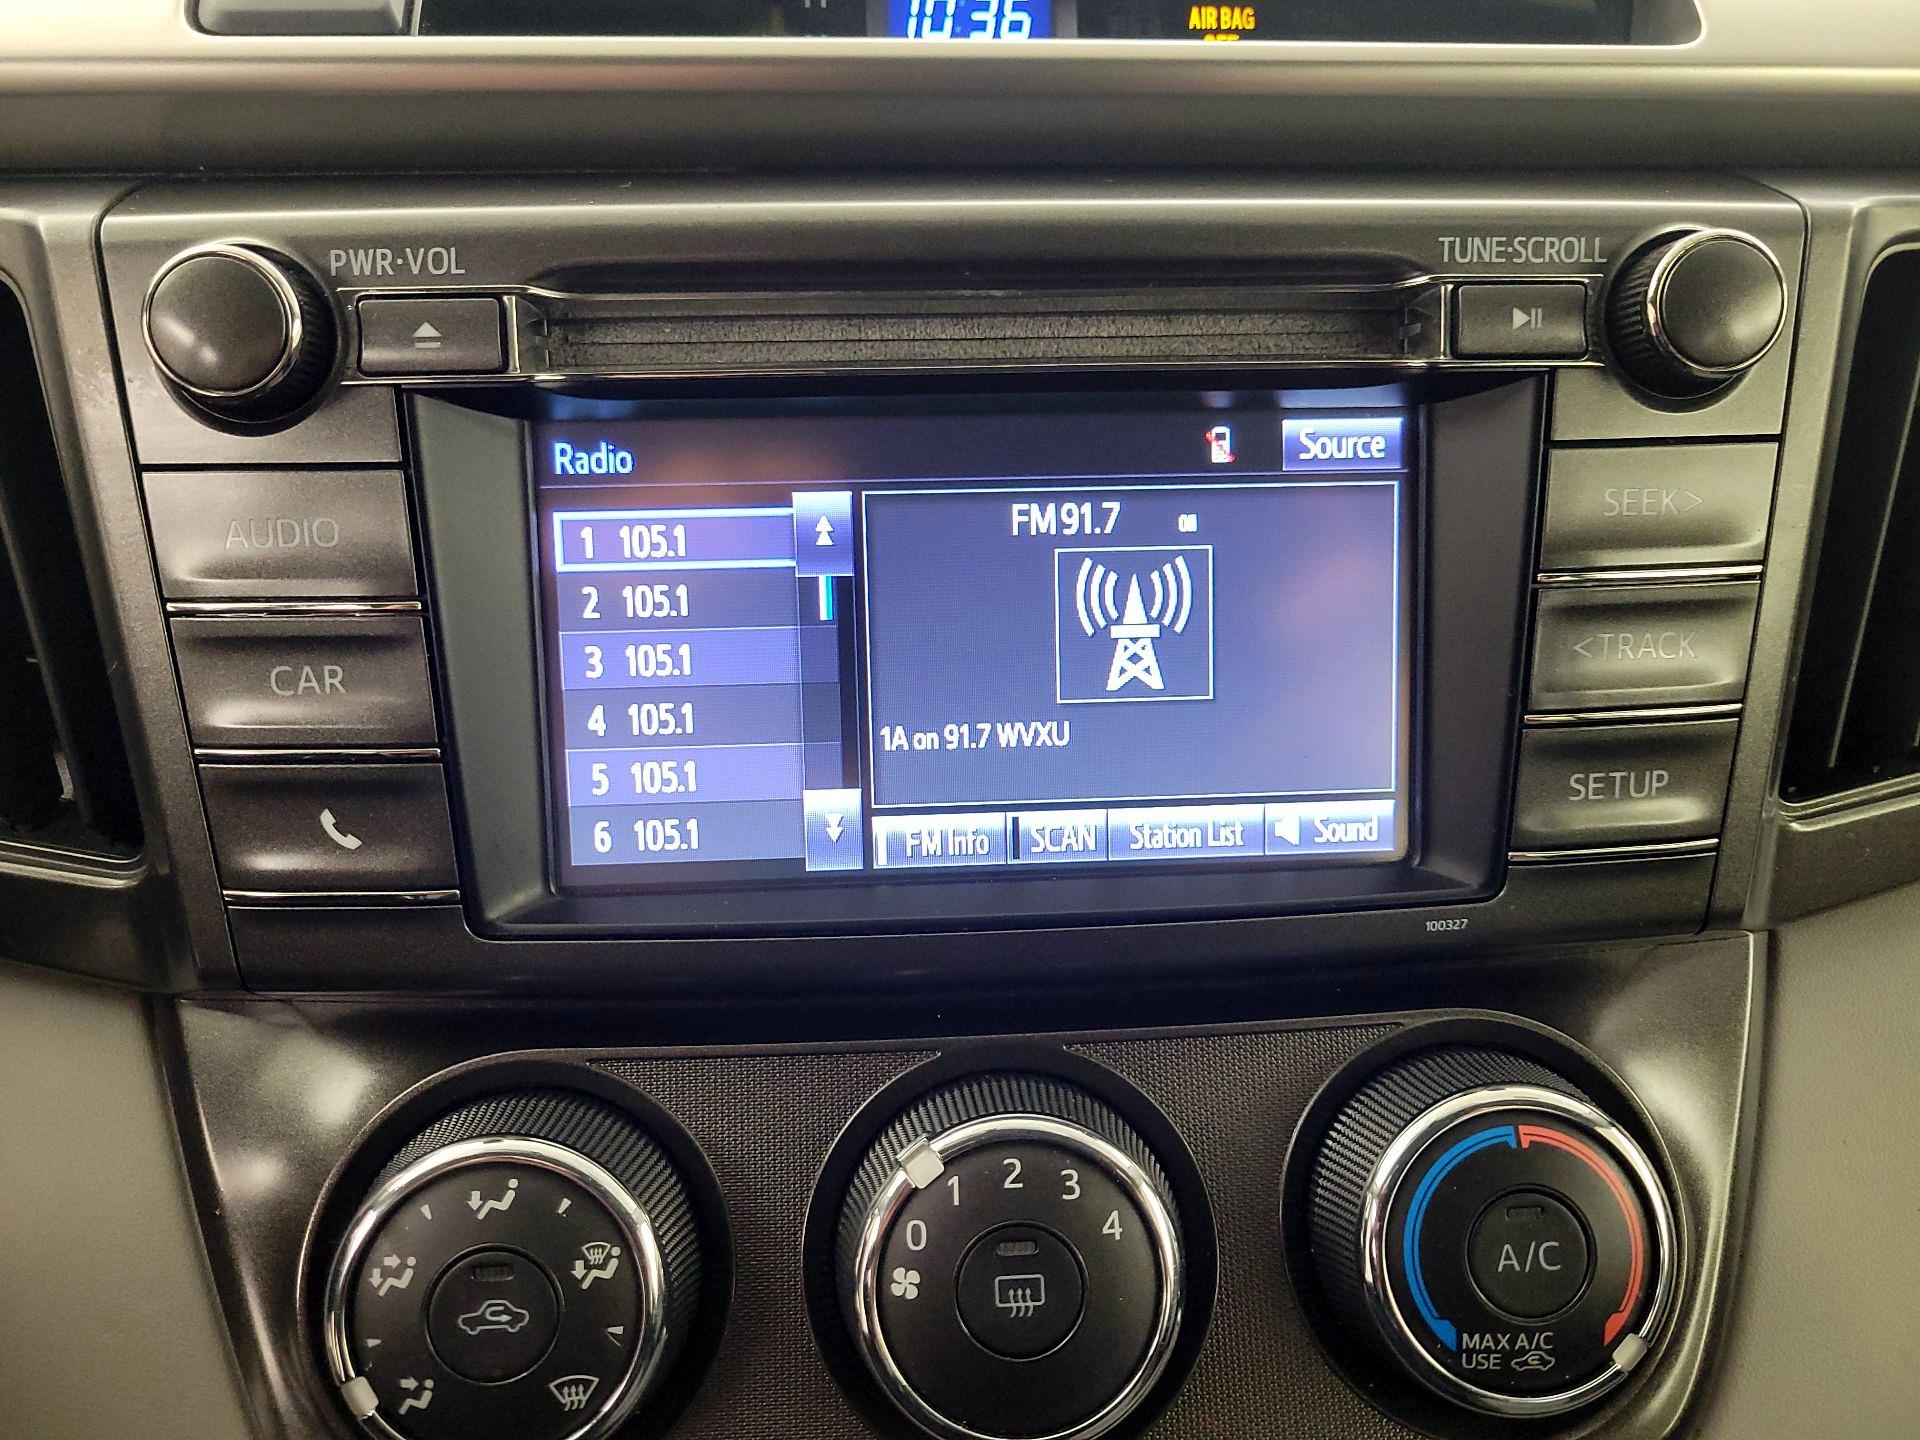 10:36
AIR BAG
OFF
PWR·VOL
TUNE·SCROLL
Radio
Source
AUDIO
CAR
1 105.1
2 105.1
3 105.1
4 105.1
5 105.1
6 105.1
FM 91.7
1A on 91.7 WVXU
FM Info
SCAN
Station List
Sound
SEEK>
<TRACK
SETUP
100327
0 1 2 3 4
A/C
MAX A/C
USE